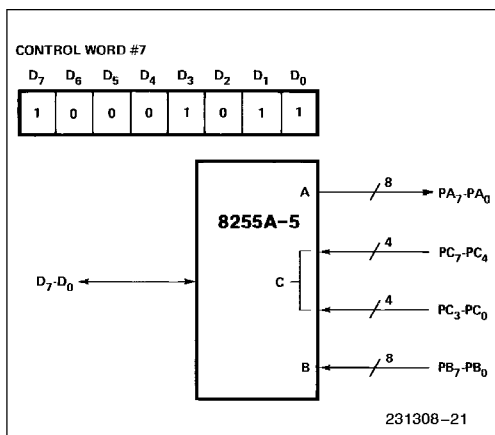 CONTROL WORD #7
D7 D6 D5 D4 D3 D2 D1 D0
1 0 0 0 1 0 1 1
8255A-5
A
8
PA7-PA0
4
PC7-PC4
D7-D0
C
4
PC3-PC0
B
8
PB7-PB0
231308-21